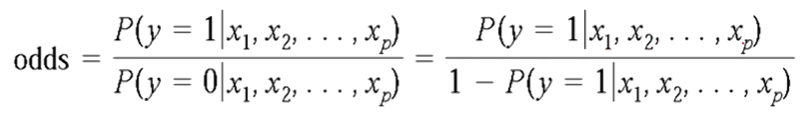 odds = P(y = 1|x₁, x₂, . . . , xₚ) / P(y = 0|x₁, x₂, . . . , xₚ) = P(y = 1|x₁, x₂, . . . , xₚ) / 1 − P(y = 1|x₁, x₂, . . . , xₚ)